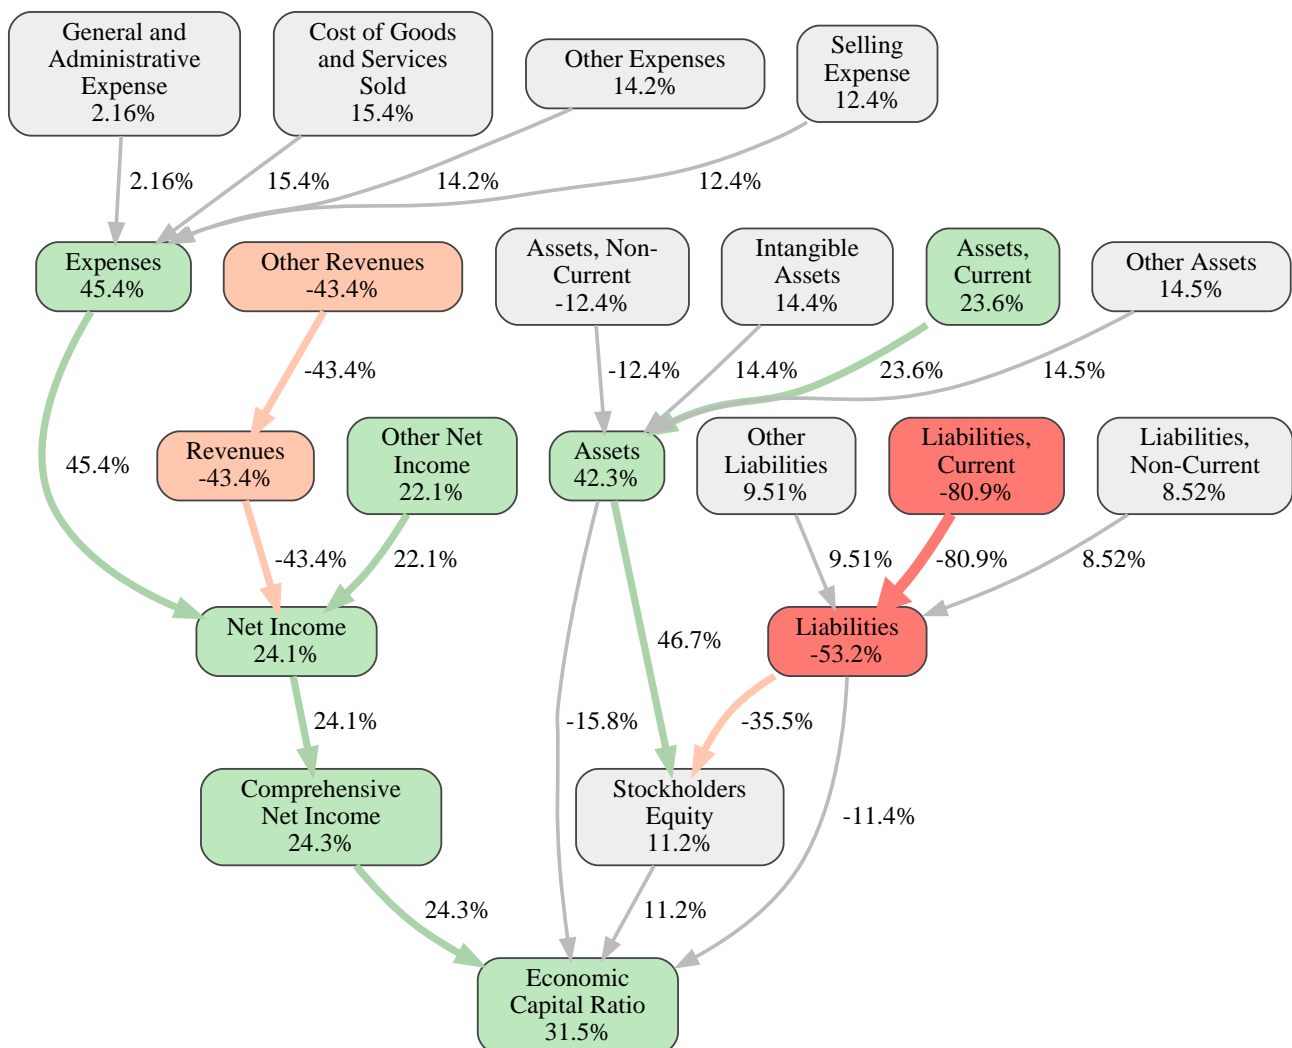 General and
Administrative
Expense
2.16%
Cost of Goods
and Services
Sold
15.4%
Other Expenses
14.2%
Selling
Expense
12.4%
2.16%
15.4%
14.2%
12.4%
Expenses
45.4%
Other Revenues
-43.4%
Assets, Non-
Current
-12.4%
Intangible
Assets
14.4%
Assets,
Current
23.6%
Other Assets
14.5%
-43.4%
-12.4%
14.4%
23.6%
14.5%
45.4%
Revenues
-43.4%
Other Net
Income
22.1%
Assets
42.3%
Other
Liabilities
9.51%
Liabilities,
Current
-80.9%
Liabilities,
Non-Current
8.52%
-43.4%
22.1%
9.51%
-80.9%
8.52%
Net Income
24.1%
46.7%
Liabilities
-53.2%
24.1%
-15.8%
-35.5%
Comprehensive
Net Income
24.3%
Stockholders
Equity
11.2%
-11.4%
24.3%
11.2%
Economic
Capital Ratio
31.5%